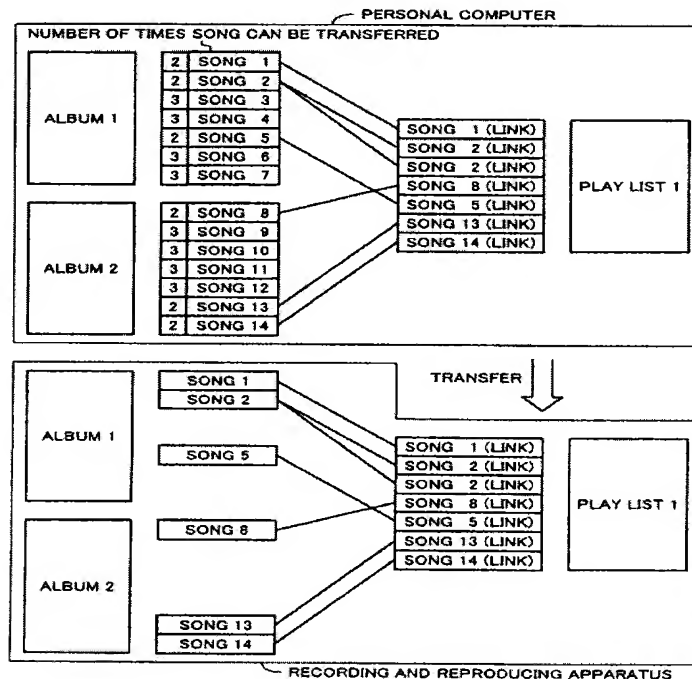 PERSONAL COMPUTER
NUMBER OF TIMES SONG CAN BE TRANSFERRED
ALBUM 1
2 SONG 1
2 SONG 2
3 SONG 3
3 SONG 4
2 SONG 5
3 SONG 6
3 SONG 7
ALBUM 2
2 SONG 8
3 SONG 9
3 SONG 10
3 SONG 11
3 SONG 12
2 SONG 13
2 SONG 14
SONG 1 (LINK)
SONG 2 (LINK)
SONG 2 (LINK)
SONG 8 (LINK)
SONG 5 (LINK)
SONG 13 (LINK)
SONG 14 (LINK)
PLAY LIST 1
TRANSFER
ALBUM 1
SONG 1
SONG 2
SONG 5
ALBUM 2
SONG 8
SONG 13
SONG 14
SONG 1 (LINK)
SONG 2 (LINK)
SONG 2 (LINK)
SONG 8 (LINK)
SONG 5 (LINK)
SONG 13 (LINK)
SONG 14 (LINK)
PLAY LIST 1
RECORDING AND REPRODUCING APPARATUS